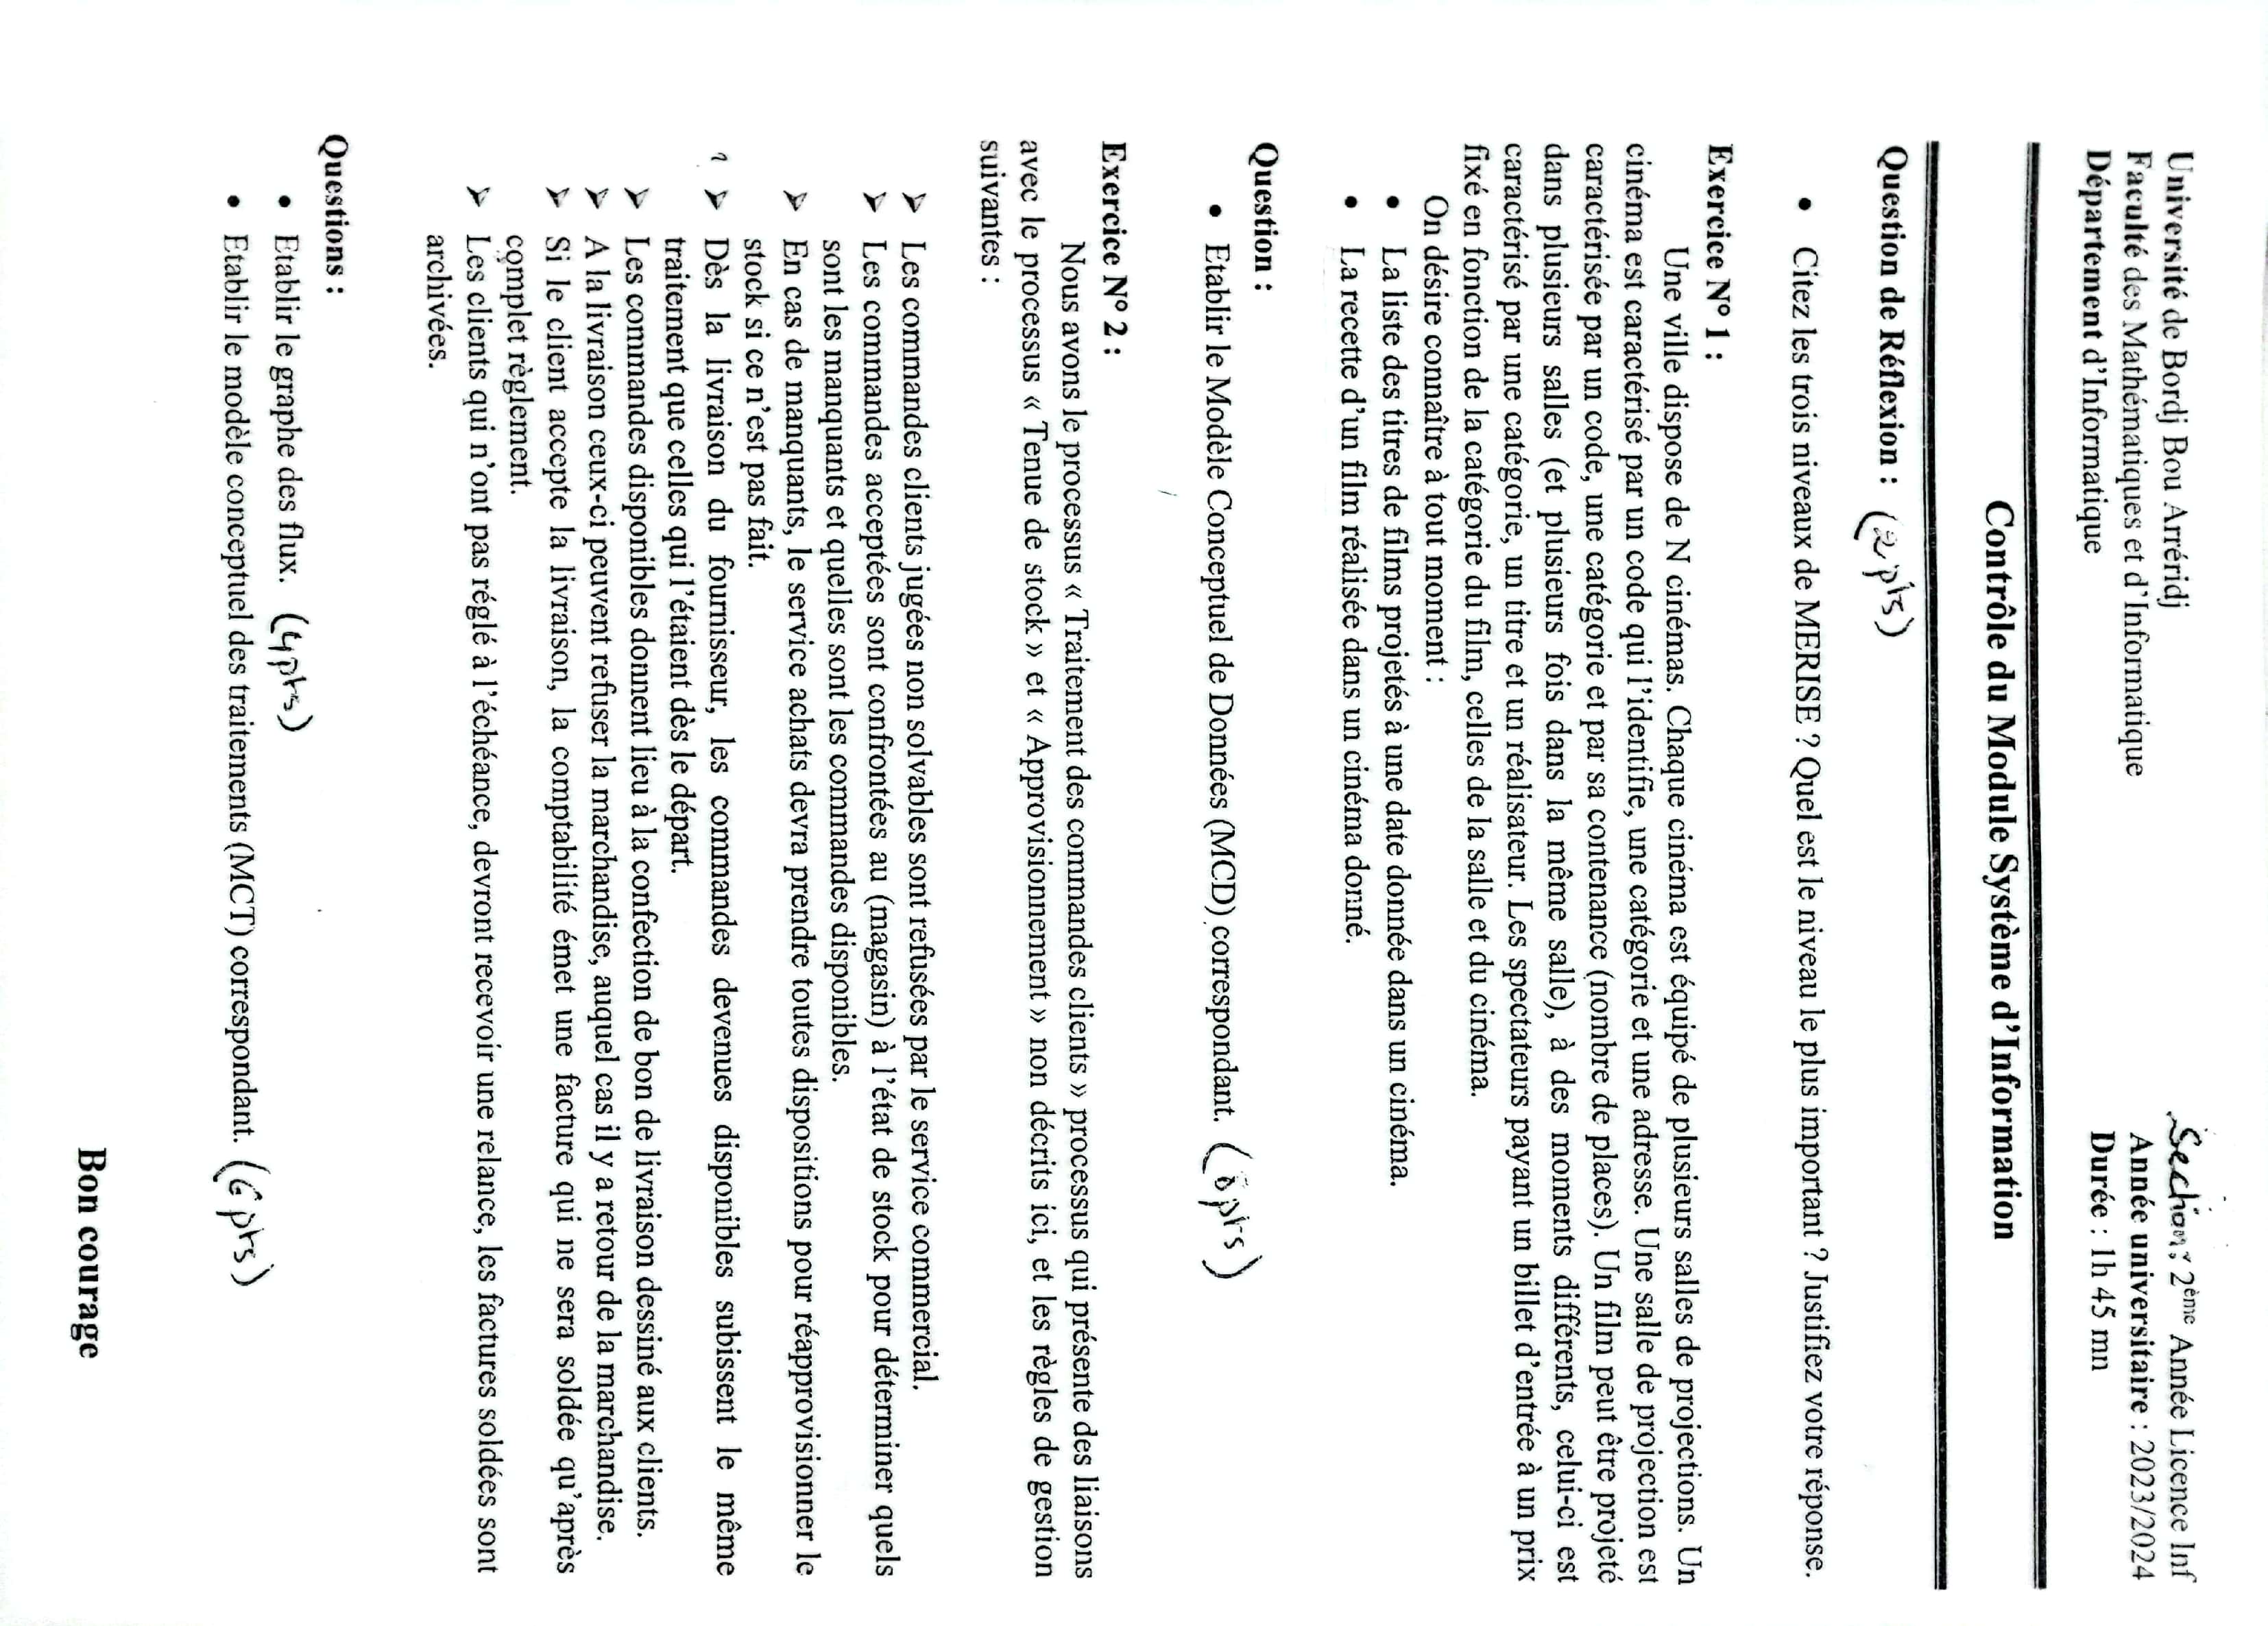 Université de Bordj Bou Arréridj
Section: 2ème Année Licence Inf
Faculté des Mathématiques et d'Informatique
Année universitaire : 2023/2024
Département d'Informatique
Durée : 1h 45 mn
Contrôle du Module Système d'Information
Question de Réflexion : (2 pts)
• Citez les trois niveaux de MERISE ? Quel est le niveau le plus important ? Justifiez votre réponse.
Exercice N° 1 :
Une ville dispose de N cinémas. Chaque cinéma est équipé de plusieurs salles de projections. Un
cinéma est caractérisé par un code qui l'identifie, une catégorie et une adresse. Une salle de projection est
caractérisée par un code, une catégorie et par sa contenance (nombre de places). Un film peut être projeté
dans plusieurs salles (et plusieurs fois dans la même salle), à des moments différents, celui-ci est
caractérisé par une catégorie, un titre et un réalisateur. Les spectateurs payant un billet d'entrée à un prix
fixé en fonction de la catégorie du film, celles de la salle et du cinéma.
On désire connaître à tout moment :
• La liste des titres de films projetés à une date donnée dans un cinéma.
• La recette d'un film réalisée dans un cinéma donné.
Question :
• Etablir le Modèle Conceptuel de Données (MCD) correspondant. ( pts)
Exercice N° 2 :
Nous avons le processus « Traitement des commandes clients » processus qui présente des liaisons
avec le processus « Tenue de stock » et « Approvisionnement » non décrits ici, et les règles de gestion
suivantes :
➢ Les commandes clients jugées non solvables sont refusées par le service commercial.
➢ Les commandes acceptées sont confrontées au (magasin) à l'état de stock pour déterminer quels
sont les manquants et quelles sont les commandes disponibles.
➢ En cas de manquants, le service achats devra prendre toutes dispositions pour réapprovisionner le
stock si ce n'est pas fait.
? ➢ Dès la livraison du fournisseur, les commandes devenues disponibles subissent le même
traitement que celles qui l'étaient dès le départ.
➢ Les commandes disponibles donnent lieu à la confection de bon de livraison dessiné aux clients.
➢ A la livraison ceux-ci peuvent refuser la marchandise, auquel cas il y a retour de la marchandise.
➢ Si le client accepte la livraison, la comptabilité émet une facture qui ne sera soldée qu'après
complet règlement.
➢ Les clients qui n'ont pas réglé à l'échéance, devront recevoir une relance, les factures soldées sont
archivées.
Questions :
• Etablir le graphe des flux. (4pts)
• Etablir le modèle conceptuel des traitements (MCT) correspondant. (6 pts)
Bon courage